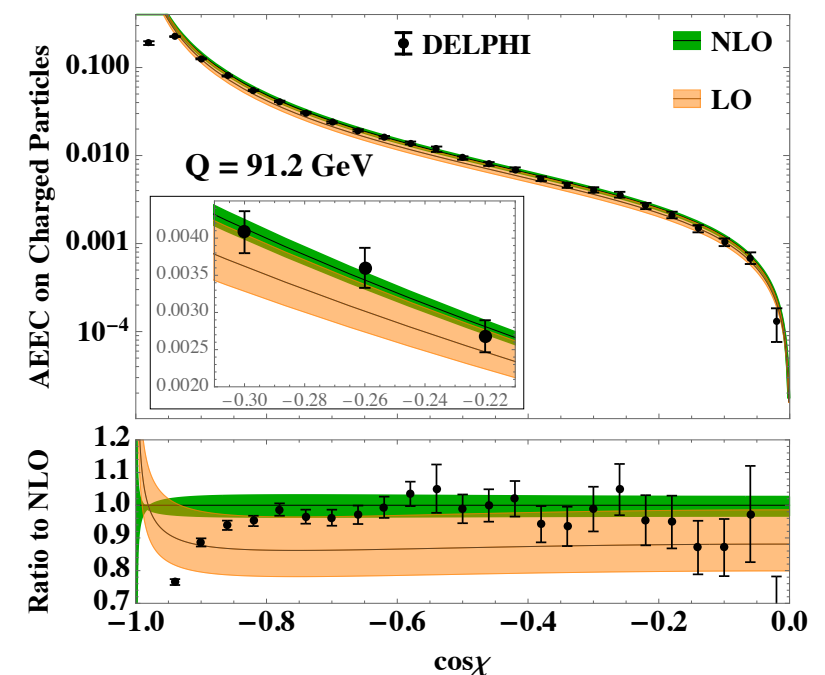 DELPHI
NLO
LO
AEEC on Charged Particles
0.100
0.010
0.001
10⁻⁴
Q = 91.2 GeV
0.0040
0.0035
0.0030
0.0025
0.0020
−0.30 −0.28 −0.26 −0.24 −0.22
Ratio to NLO
1.2
1.1
1.0
0.9
0.8
0.7
−1.0 −0.8 −0.6 −0.4 −0.2 0.0
cosχ